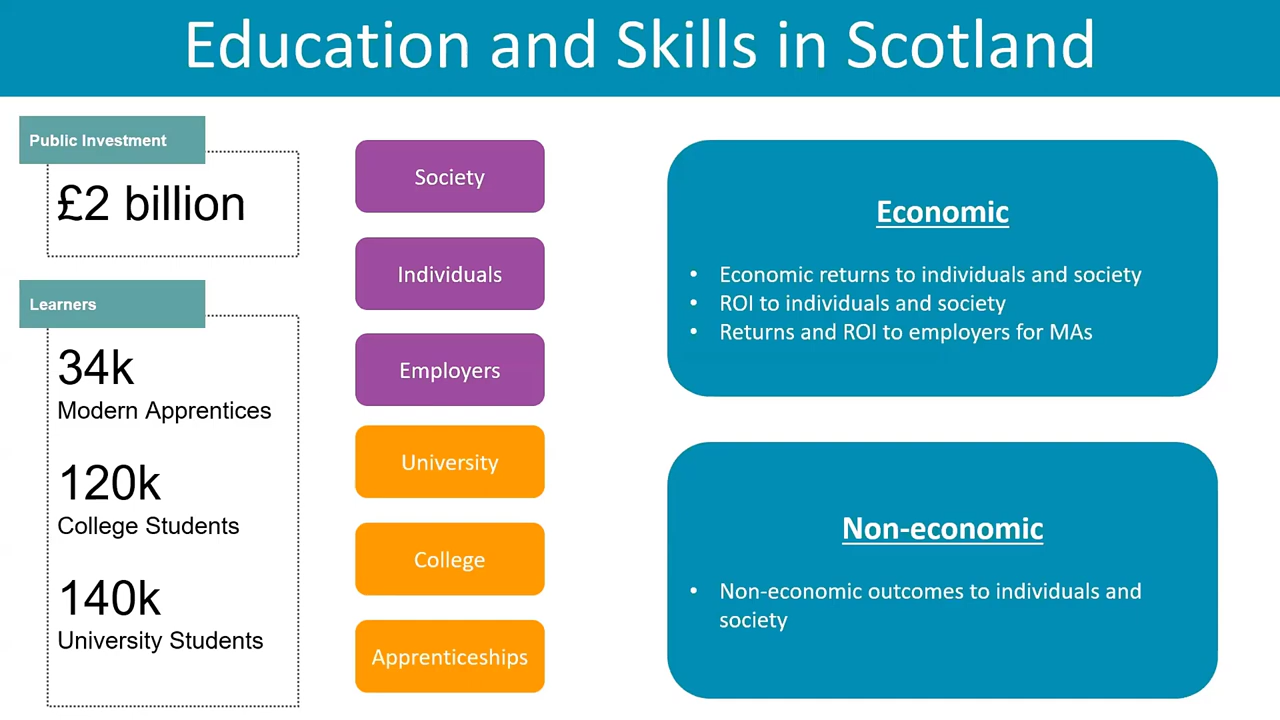 Education and Skills in Scotland
Public Investment
£2 billion
Learners
34k
Modern Apprentices
120k
College Students
140k
University Students
Society
Individuals
Employers
University
College
Apprenticeships
Economic
• Economic returns to individuals and society
• ROI to individuals and society
• Returns and ROI to employers for MAs
Non-economic
• Non-economic outcomes to individuals and
society